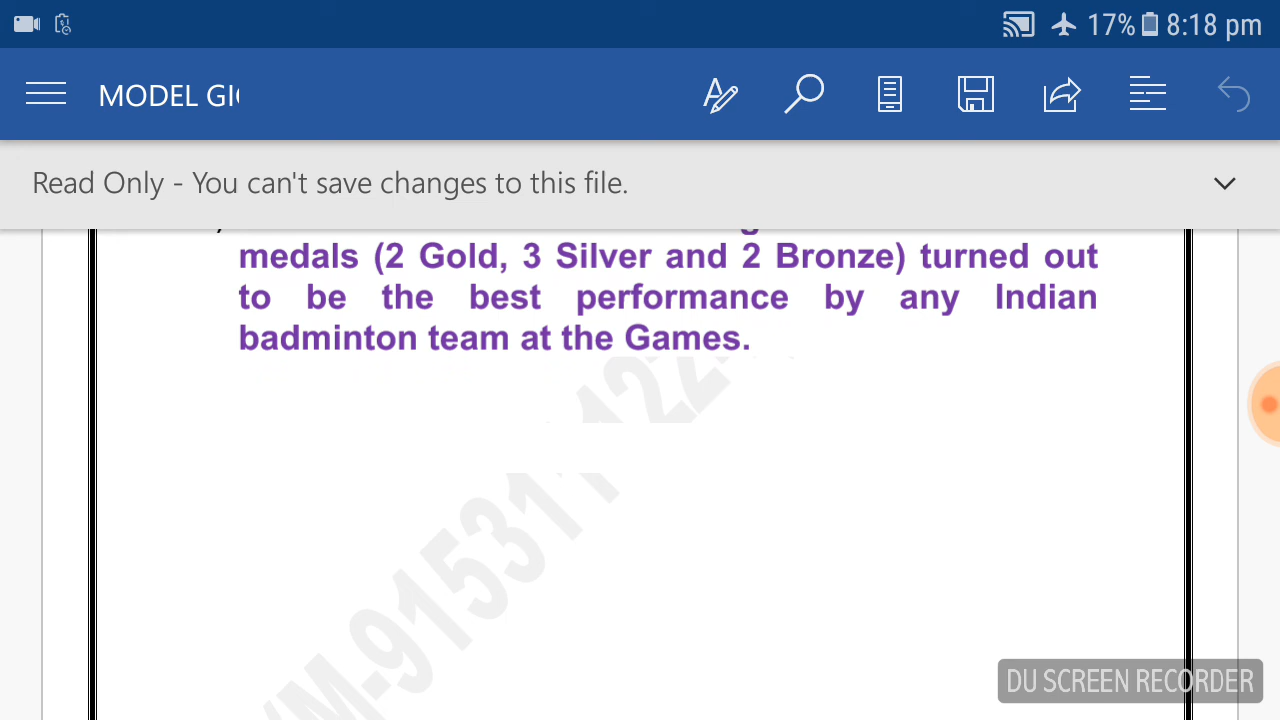 17% 8:18 pm
MODEL GI
Read Only - You can't save changes to this file.
medals (2 Gold, 3 Silver and 2 Bronze) turned out
to be the best performance by any Indian
badminton team at the Games.
DU SCREEN RECORDER